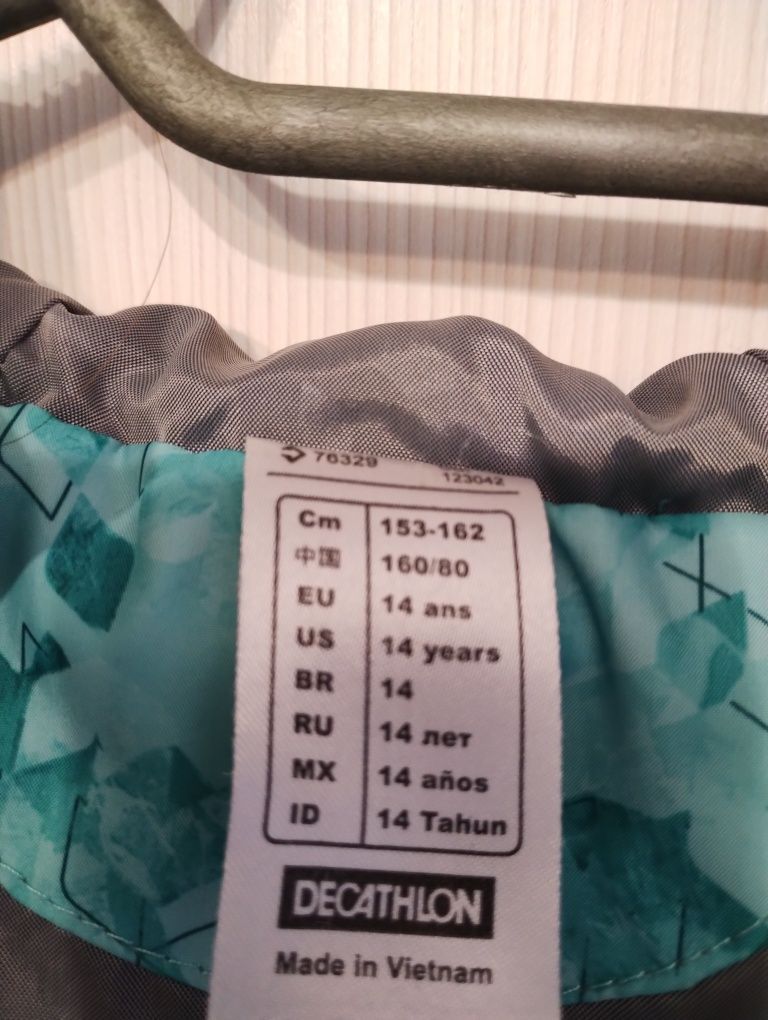 76329
123042
Cm 153-162
中国 160/80
EU 14 ans
US 14 years
BR 14
RU 14 лет
MX 14 años
ID 14 Tahun
DECATHLON
Made in Vietnam